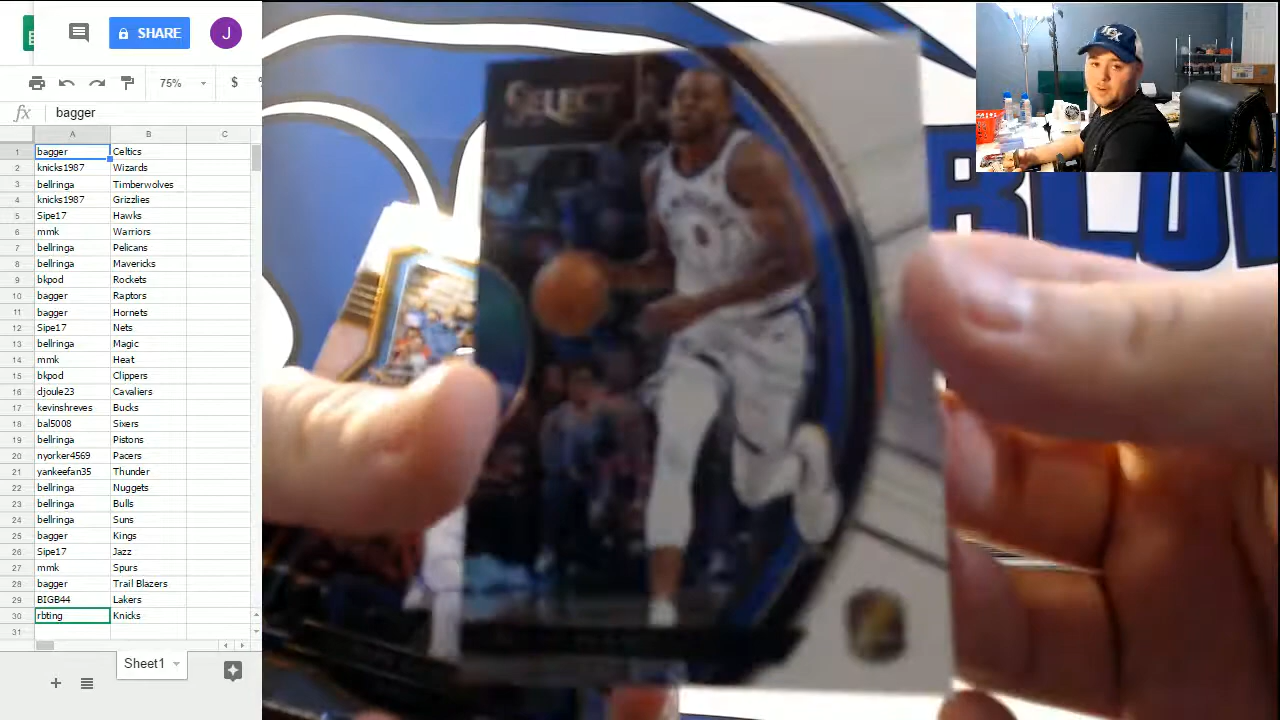 SHARE
J
75%
$
fx
bagger
A B C
1 bagger Celtics
2 knicks1987 Wizards
3 bellringa Timberwolves
4 knicks1987 Grizzlies
5 Sipe17 Hawks
6 mmk Warriors
7 bellringa Pelicans
8 bellringa Mavericks
9 bkpod Rockets
10 bagger Raptors
11 bagger Hornets
12 Sipe17 Nets
13 bellringa Magic
14 mmk Heat
15 bkpod Clippers
16 djoule23 Cavaliers
17 kevinshreves Bucks
18 bal5008 Sixers
19 bellringa Pistons
20 nyorker4569 Pacers
21 yankeefan35 Thunder
22 bellringa Nuggets
23 bellringa Bulls
24 bellringa Suns
25 bagger Kings
26 Sipe17 Jazz
27 mmk Spurs
28 bagger Trail Blazers
29 BIGB44 Lakers
30 rbting Knicks
31
Sheet1
SELECT
0